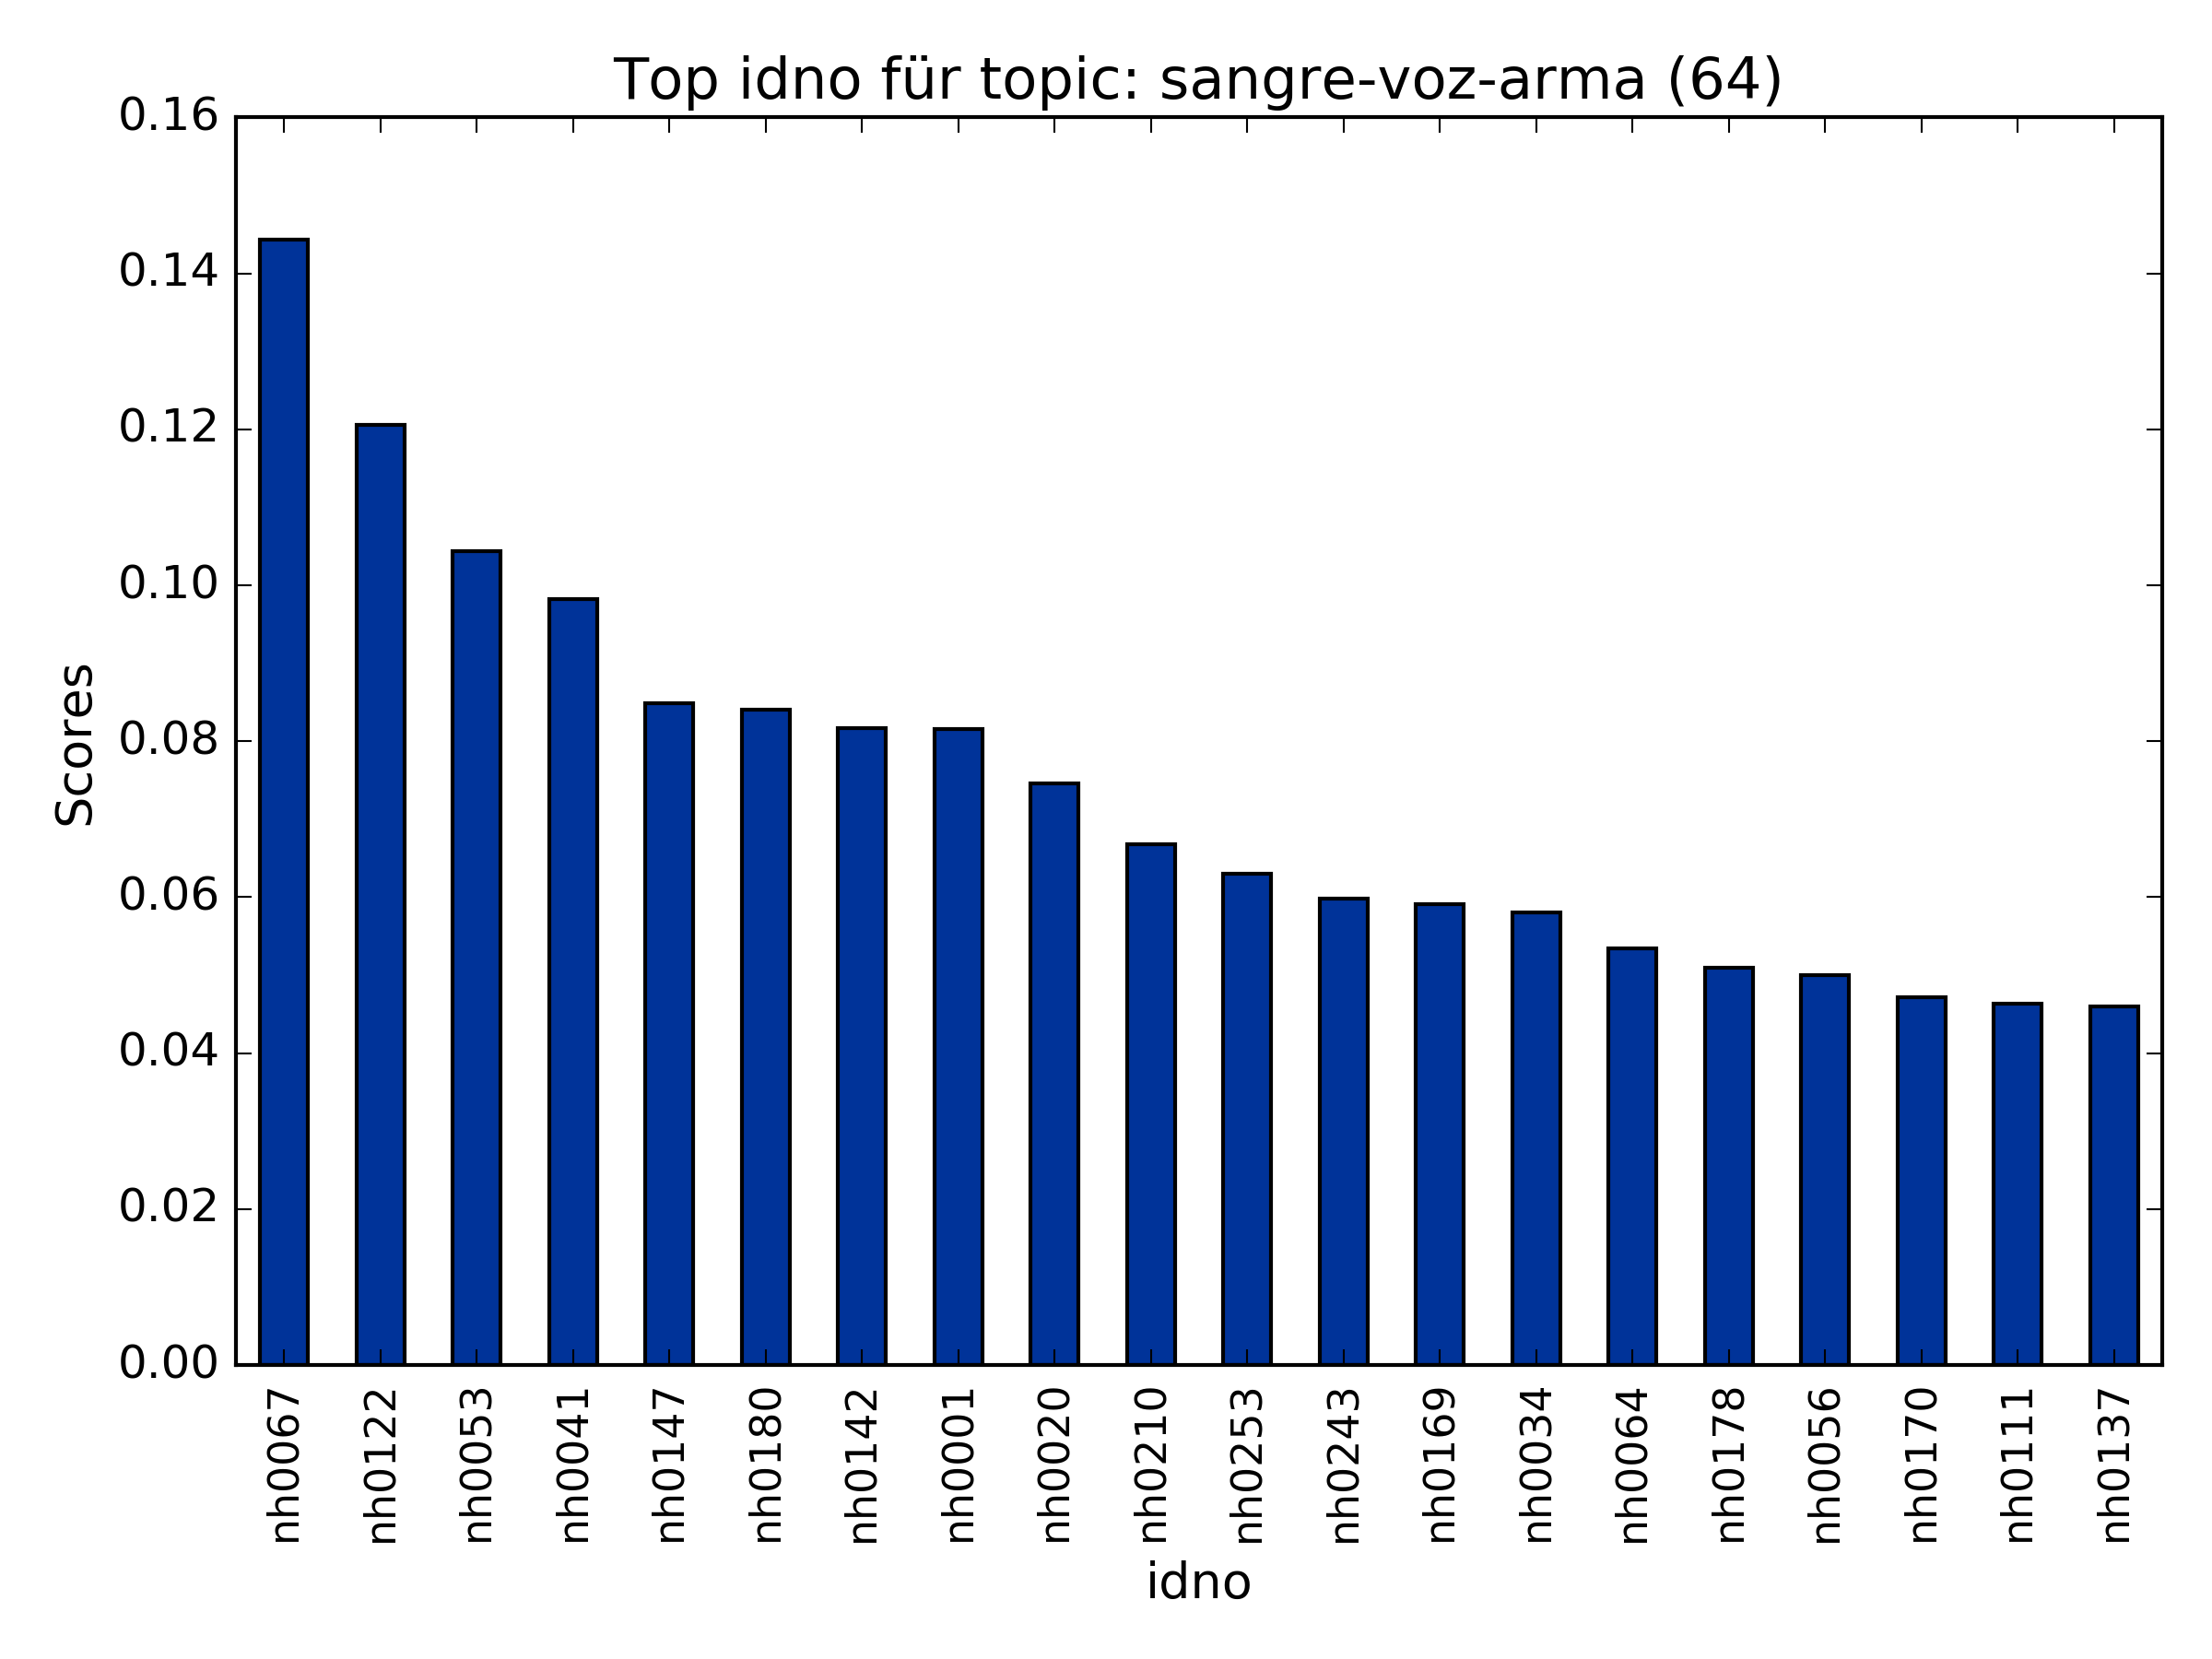 Top idno für topic: sangre-voz-arma (64)
0.16
0.14
0.12
0.10
0.08
0.06
0.04
0.02
0.00
Scores
nh0067
nh0122
nh0053
nh0041
nh0147
nh0180
nh0142
nh0001
nh0020
nh0210
nh0253
nh0243
nh0169
nh0034
nh0064
nh0178
nh0056
nh0170
nh0111
nh0137
idno